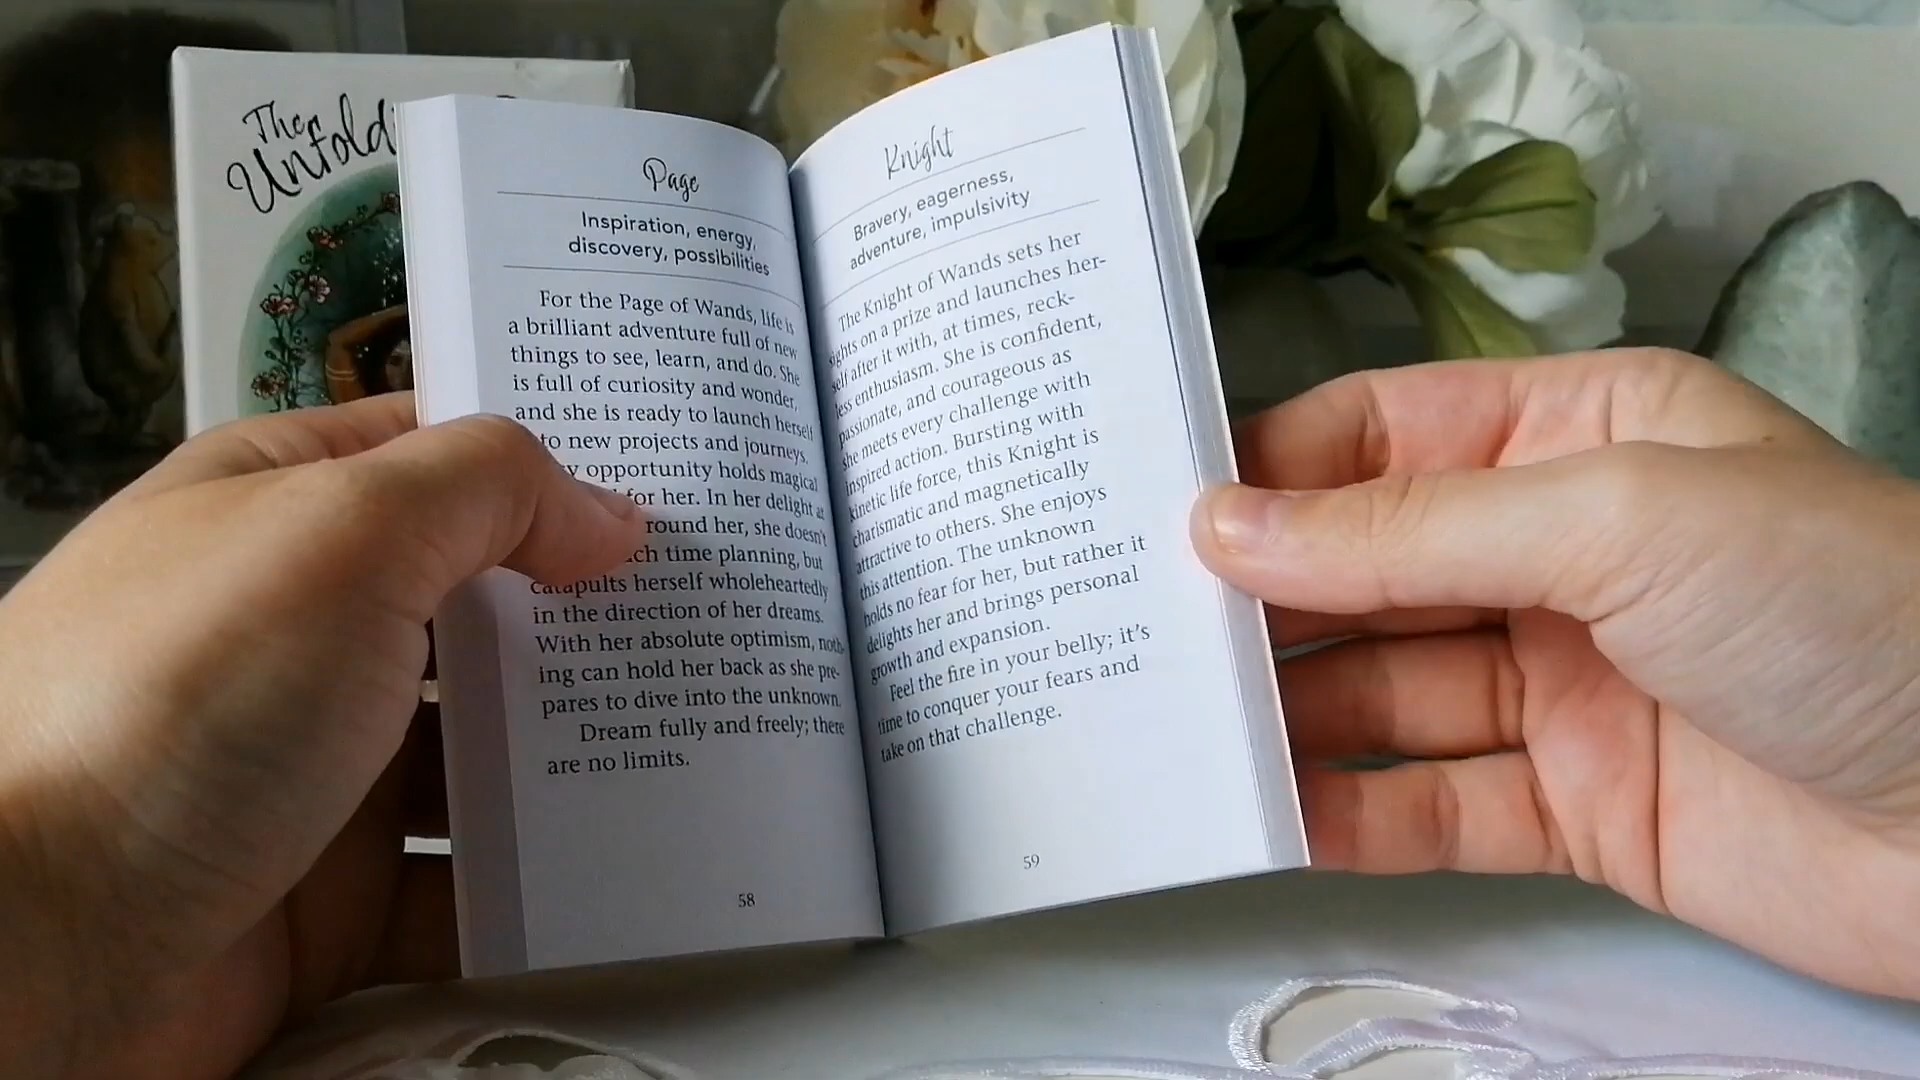 The
Page
Inspiration, energy,
discovery, possibilities
For the Page of Wands, life is
a brilliant adventure full of new
things to see, learn, and do. She
is full of curiosity and wonder,
and she is ready to launch herself
to new projects and journeys.
opportunity holds magical
for her. In her delight at
her, she doesn't
time planning, but
catapults herself wholeheartedly
in the direction of her dreams.
With her absolute optimism, noth-
ing can hold her back as she pre-
pares to dive into the unknown.
Dream fully and freely; there
are no limits.
58
Knight
Bravery, eagerness,
adventure, impulsivity
The Knight of Wands sets her
sights on a prize and launches her-
self after it with, at times, reck-
less enthusiasm. She is confident,
passionate, and courageous as
she meets every challenge with
inspired action. Bursting with
kinetic life force, this Knight is
charismatic and magnetically
attractive to others. She enjoys
this attention. The unknown
holds no fear for her, but rather it
delights her and brings personal
growth and expansion.
Feel the fire in your belly; it's
time to conquer your fears and
take on that challenge.
59